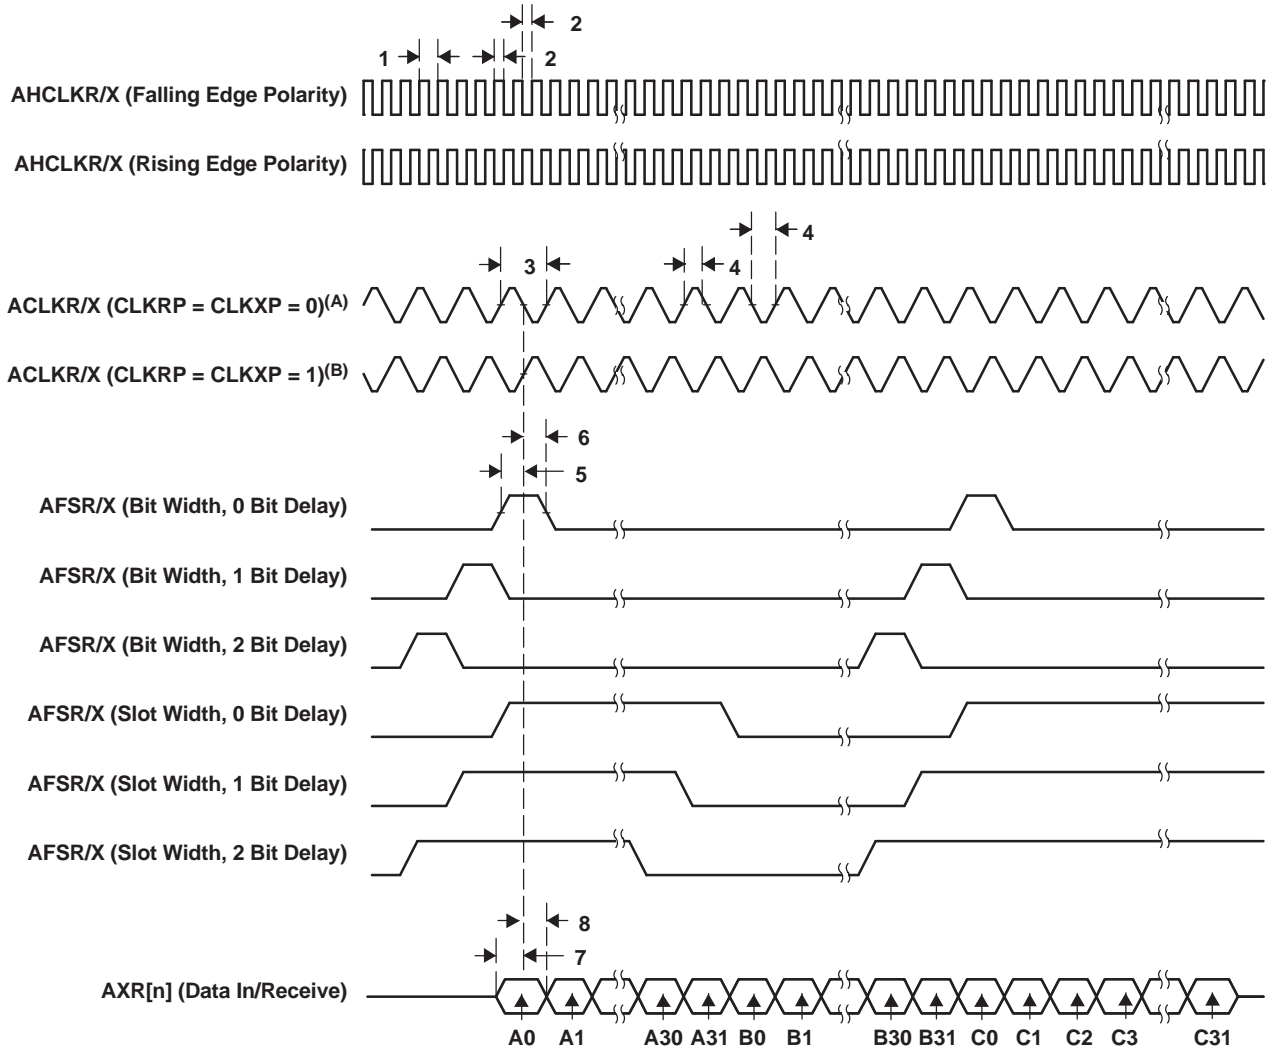 2
1
2
AHCLKR/X (Falling Edge Polarity)
AHCLKR/X (Rising Edge Polarity)
4
3
4
ACLKR/X (CLKRP = CLKXP = 0)(A)
ACLKR/X (CLKRP = CLKXP = 1)(B)
6
5
AFSR/X (Bit Width, 0 Bit Delay)
AFSR/X (Bit Width, 1 Bit Delay)
AFSR/X (Bit Width, 2 Bit Delay)
AFSR/X (Slot Width, 0 Bit Delay)
AFSR/X (Slot Width, 1 Bit Delay)
AFSR/X (Slot Width, 2 Bit Delay)
8
7
AXR[n] (Data In/Receive)
A0 A1 A30 A31 B0 B1 B30 B31 C0 C1 C2 C3 C31